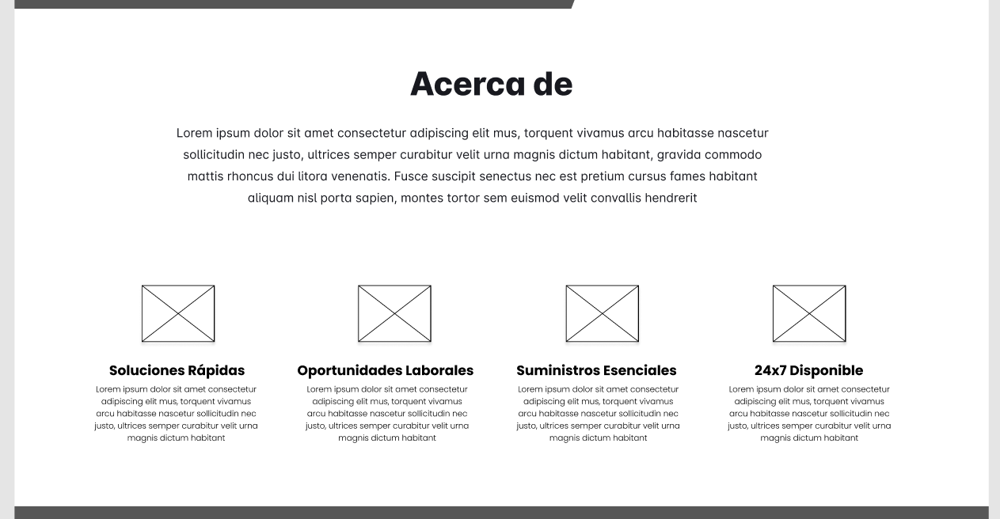 Acerca de
Lorem ipsum dolor sit amet consectetur adipiscing elit mus, torquent vivamus arcu habitasse nascetur
sollicitudin nec justo, ultrices semper curabitur velit urna magnis dictum habitant, gravida commodo
mattis rhoncus dui litora venenatis. Fusce suscipit senectus nec est pretium cursus fames habitant
aliquam nisl porta sapien, montes tortor sem euismod velit convallis hendrerit
Soluciones Rápidas
Lorem ipsum dolor sit amet consectetur
adipiscing elit mus, torquent vivamus
arcu habitasse nascetur sollicitudin nec
justo, ultrices semper curabitur velit urna
magnis dictum habitant
Oportunidades Laborales
Lorem ipsum dolor sit amet consectetur
adipiscing elit mus, torquent vivamus
arcu habitasse nascetur sollicitudin nec
justo, ultrices semper curabitur velit urna
magnis dictum habitant
Suministros Esenciales
Lorem ipsum dolor sit amet consectetur
adipiscing elit mus, torquent vivamus
arcu habitasse nascetur sollicitudin nec
justo, ultrices semper curabitur velit urna
magnis dictum habitant
24x7 Disponible
Lorem ipsum dolor sit amet consectetur
adipiscing elit mus, torquent vivamus
arcu habitasse nascetur sollicitudin nec
justo, ultrices semper curabitur velit urna
magnis dictum habitant